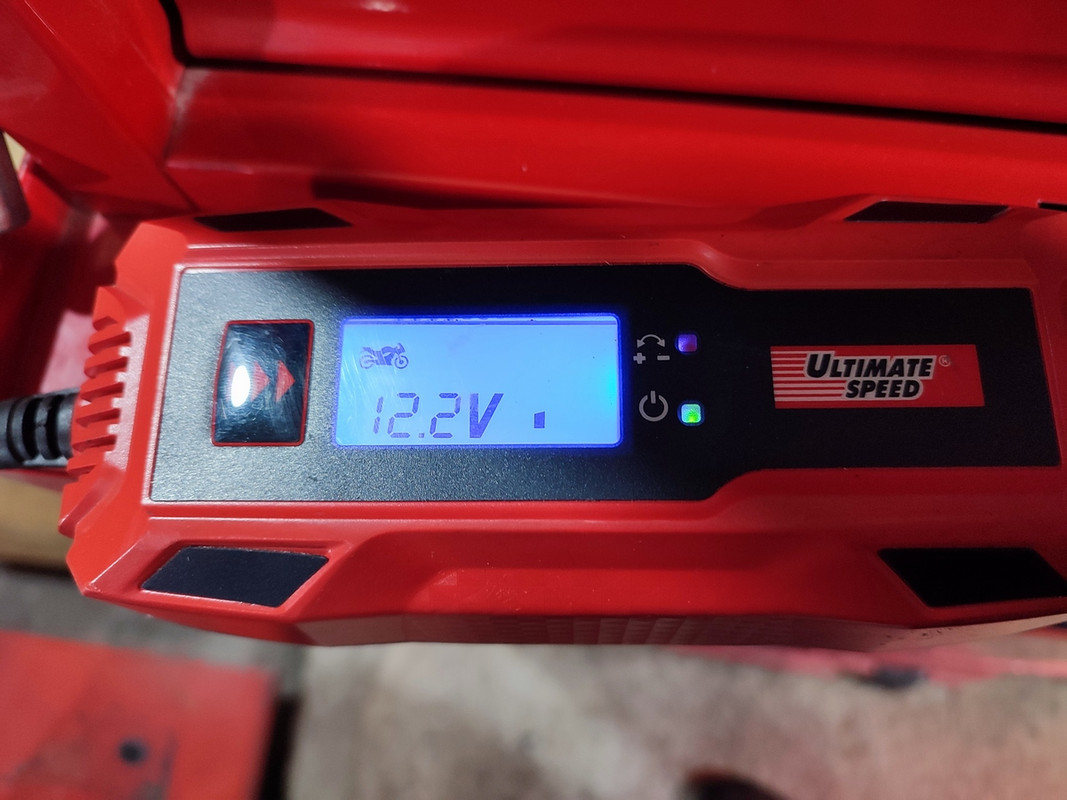 12.2V
+ -
ULTIMATE
SPEED®